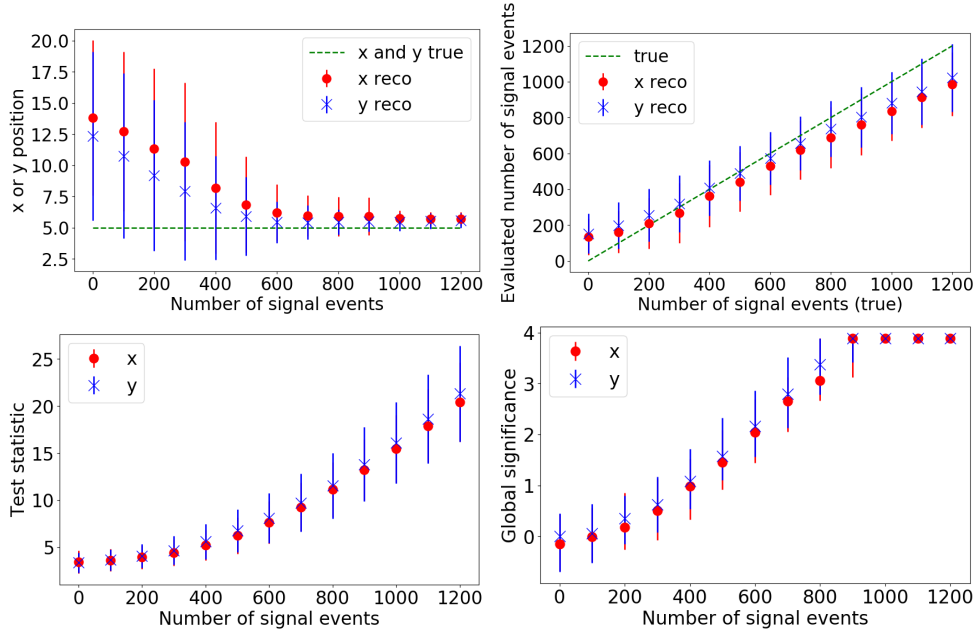 x or y position
20.0
17.5
15.0
12.5
10.0
7.5
5.0
2.5
x and y true
x reco
y reco
0 200 400 600 800 1000 1200
Number of signal events
Evaluated number of signal events
1200
1000
800
600
400
200
0
true
x reco
y reco
0 200 400 600 800 1000 1200
Number of signal events (true)
Test statistic
25
20
15
10
5
x
y
0 200 400 600 800 1000 1200
Number of signal events
Global significance
4
3
2
1
0
x
y
0 200 400 600 800 1000 1200
Number of signal events